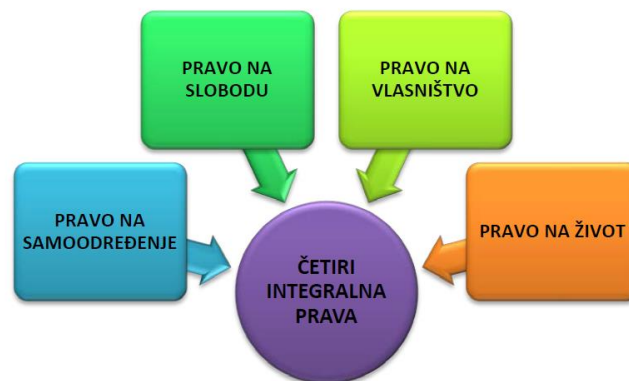 PRAVO NA
SLOBODU
PRAVO NA
VLASNIŠTVO
PRAVO NA
SAMOODREĐENJE
PRAVO NA ŽIVOT
ČETIRI
INTEGRALNA
PRAVA